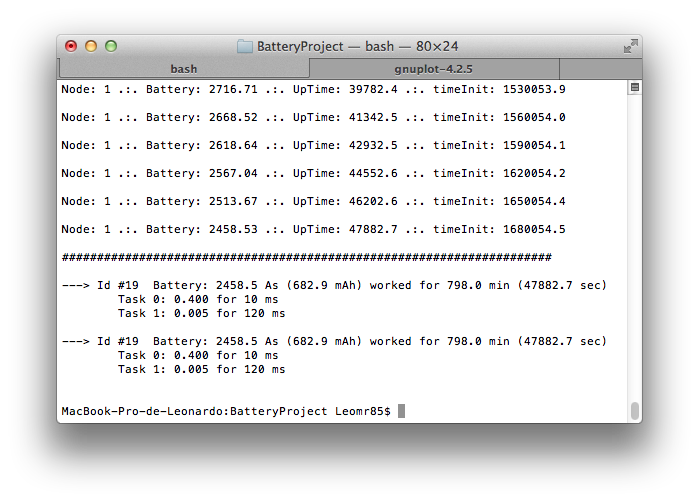 BatteryProject — bash — 80×24
bash gnuplot-4.2.5
Node: 1 .:. Battery: 2716.71 .:. UpTime: 39782.4 .:. timeInit: 1530053.9
Node: 1 .:. Battery: 2668.52 .:. UpTime: 41342.5 .:. timeInit: 1560054.0
Node: 1 .:. Battery: 2618.64 .:. UpTime: 42932.5 .:. timeInit: 1590054.1
Node: 1 .:. Battery: 2567.04 .:. UpTime: 44552.6 .:. timeInit: 1620054.2
Node: 1 .:. Battery: 2513.67 .:. UpTime: 46202.6 .:. timeInit: 1650054.4
Node: 1 .:. Battery: 2458.53 .:. UpTime: 47882.7 .:. timeInit: 1680054.5
######################################################################
---> Id #19  Battery: 2458.5 As (682.9 mAh) worked for 798.0 min (47882.7 sec)
Task 0: 0.400 for 10 ms
Task 1: 0.005 for 120 ms
---> Id #19  Battery: 2458.5 As (682.9 mAh) worked for 798.0 min (47882.7 sec)
Task 0: 0.400 for 10 ms
Task 1: 0.005 for 120 ms
MacBook-Pro-de-Leonardo:BatteryProject Leomr85$